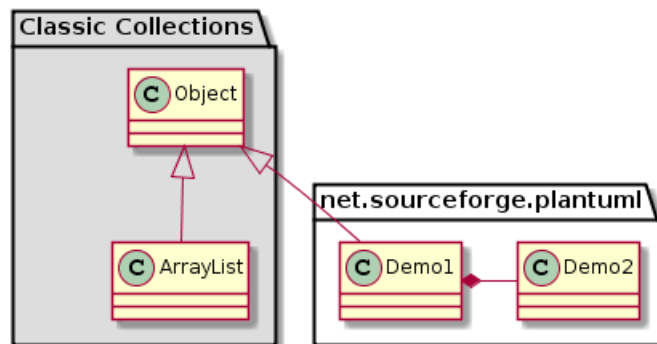 Classic Collections
C Object
net.sourceforge.plantuml
C ArrayList
C Demo1
C Demo2